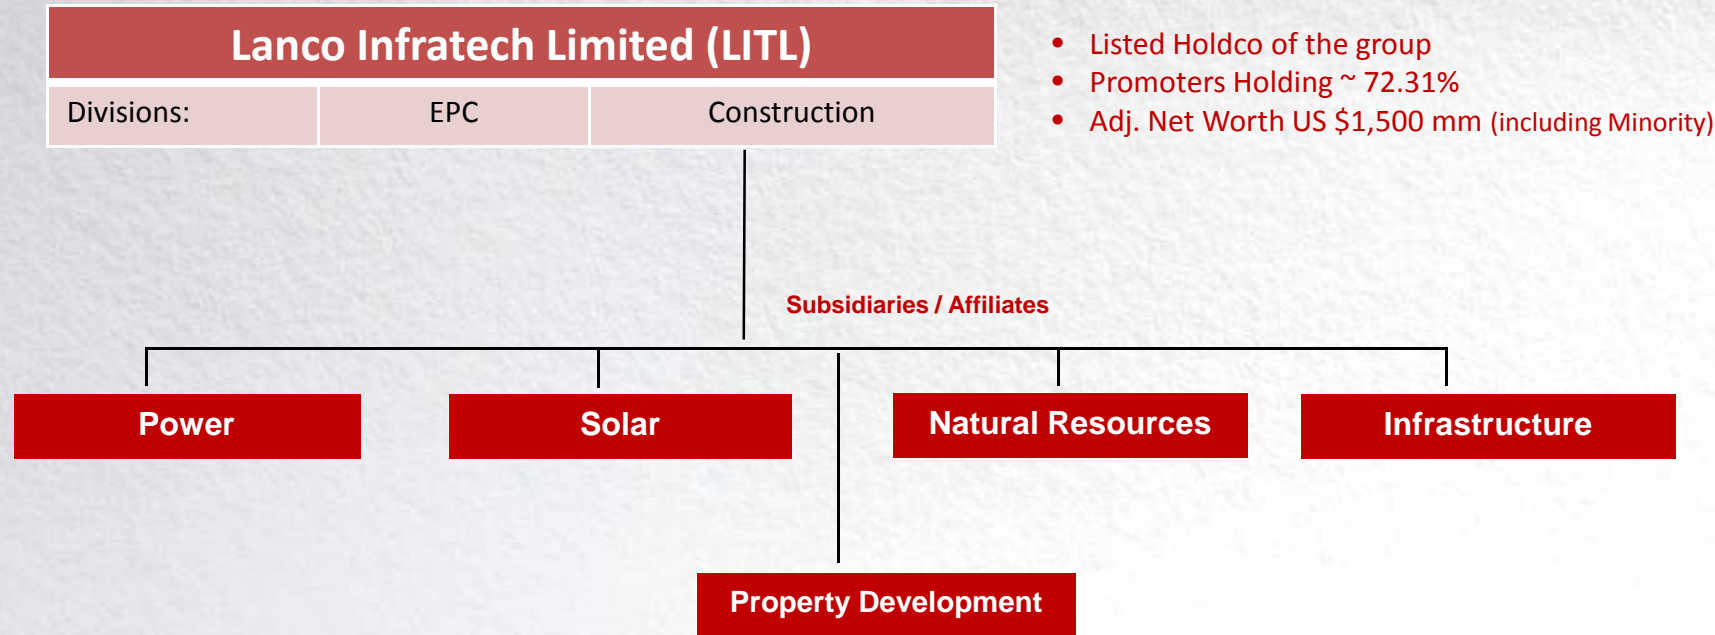 Lanco Infratech Limited (LITL)
Divisions: EPC Construction
• Listed Holdco of the group
• Promoters Holding ~ 72.31%
• Adj. Net Worth US $1,500 mm (including Minority)
Subsidiaries / Affiliates
Power Solar Natural Resources Infrastructure
Property Development